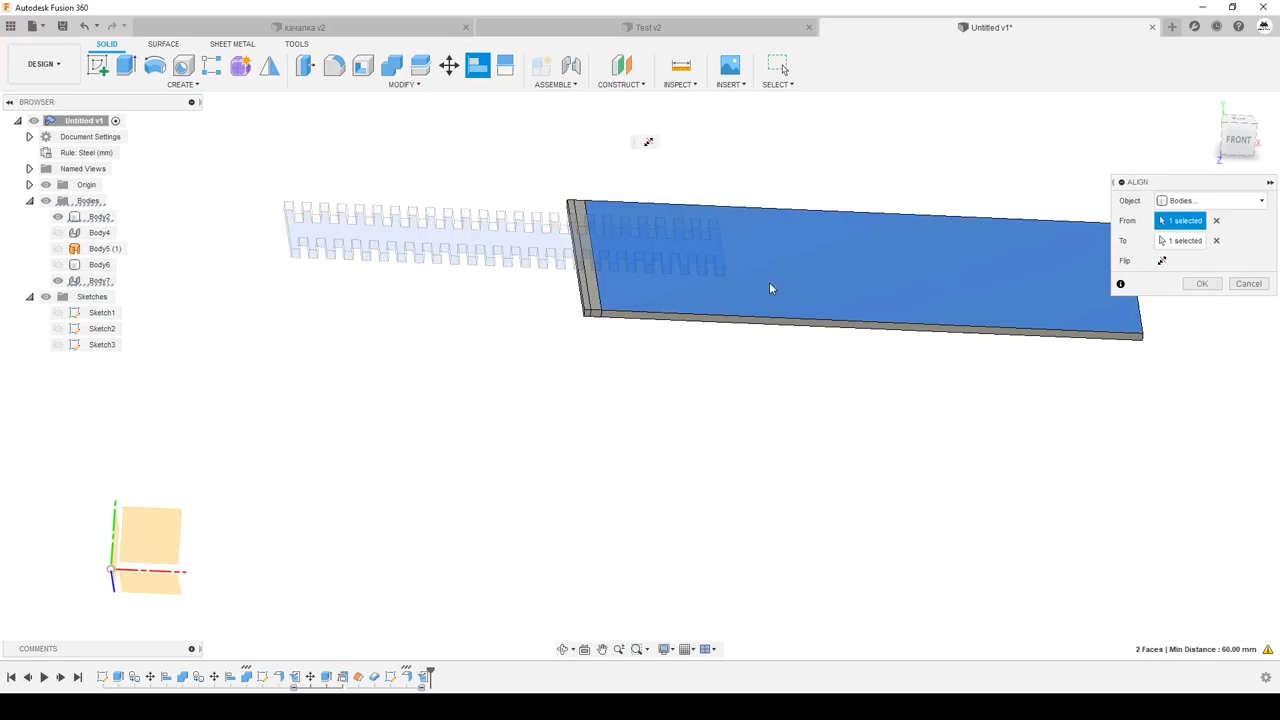 Autodesk Fusion 360
качалка v2
Test v2
Untitled v1*
DESIGN
SOLID
SURFACE
SHEET METAL
TOOLS
CREATE
MODIFY
ASSEMBLE
CONSTRUCT
INSPECT
INSERT
SELECT
BROWSER
Untitled v1
Document Settings
Rule: Steel (mm)
Named Views
Origin
Bodies
Body2
Body4
Body5 (1)
Body6
Body7
Sketches
Sketch1
Sketch2
Sketch3
Y
FRONT
X
Z
ALIGN
Object Bodies...
From 1 selected
To 1 selected
Flip
OK Cancel
COMMENTS
2 Faces | Min Distance : 60.00 mm